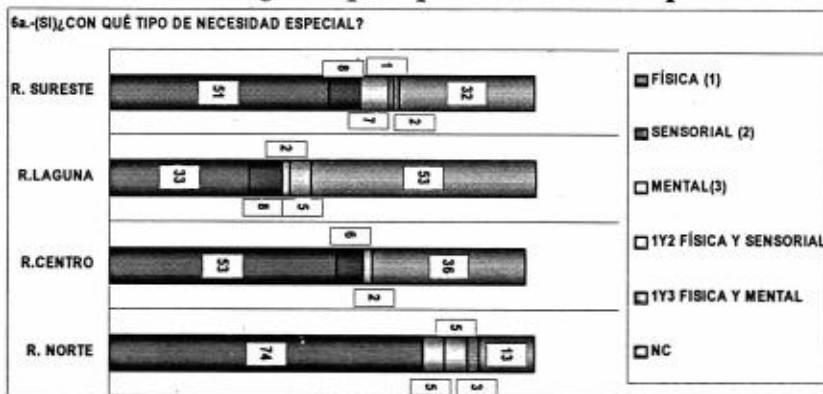 6a.-(SI)¿CON QUÉ TIPO DE NECESIDAD ESPECIAL?
R. SURESTE
51
8
7
1
2
32
R.LAGUNA
33
8
2
5
53
R.CENTRO
53
6
2
36
R. NORTE
74
5
5
3
13
FÍSICA (1)
SENSORIAL (2)
MENTAL(3)
1Y2 FÍSICA Y SENSORIAL
1Y3 FISICA Y MENTAL
NC